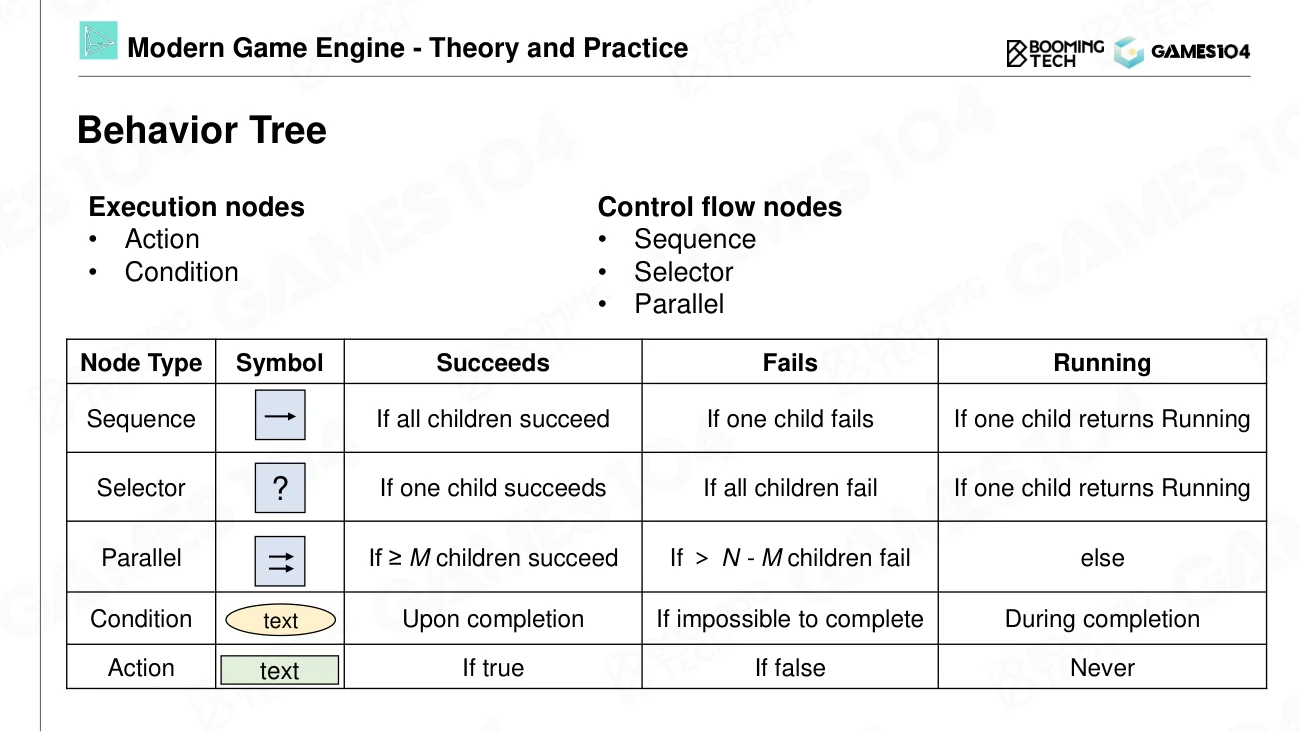 Modern Game Engine - Theory and Practice
BOOMING TECH GAMES104
Behavior Tree
Execution nodes
• Action
• Condition
Control flow nodes
• Sequence
• Selector
• Parallel
Node Type Symbol Succeeds Fails Running
Sequence → If all children succeed If one child fails If one child returns Running
Selector ? If one child succeeds If all children fail If one child returns Running
Parallel If ≥ M children succeed If > N - M children fail else
Condition text Upon completion If impossible to complete During completion
Action text If true If false Never